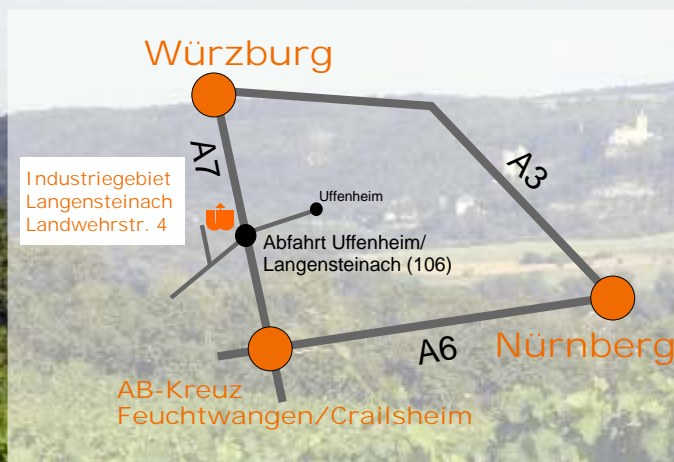 Würzburg
A7
A3
Industriegebiet
Langensteinach
Landwehrstr. 4
Uffenheim
Abfahrt Uffenheim/
Langensteinach (106)
A6
Nürnberg
AB-Kreuz
Feuchtwangen/Crailsheim